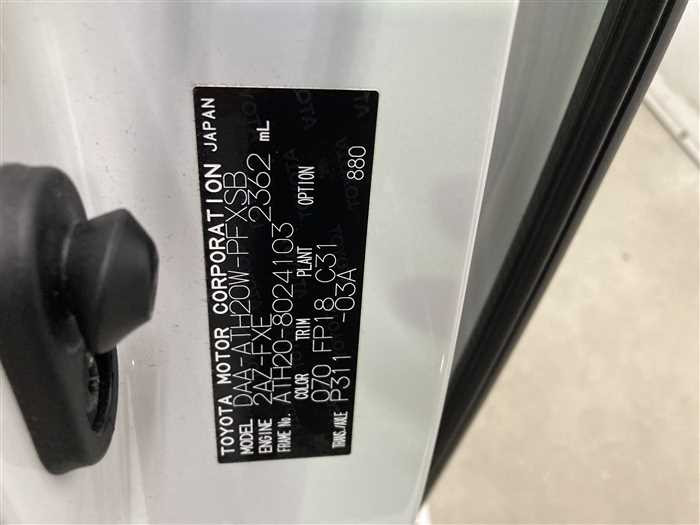 TOYOTA MOTOR CORPORATION JAPAN
MODEL DAA-ATH20W-PFXSB
ENGINE 2AZ-FXE 2362 mL
FRAME No. ATH20-8024103
COLOR TRIM PLANT OPTION
070 FP18 C31 880
TRANS./AXLE P311 -03A